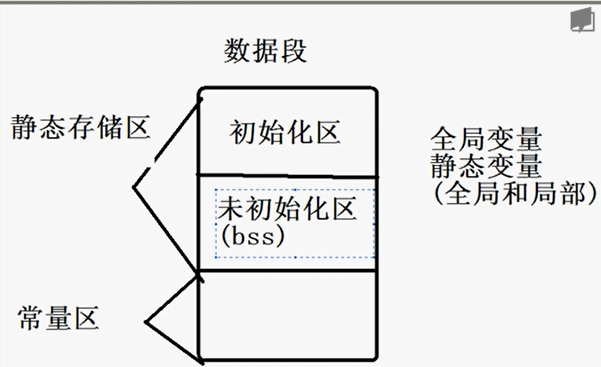 数据段
静态存储区
初始化区
全局变量
静态变量
(全局和局部)
未初始化区
(bss)
常量区